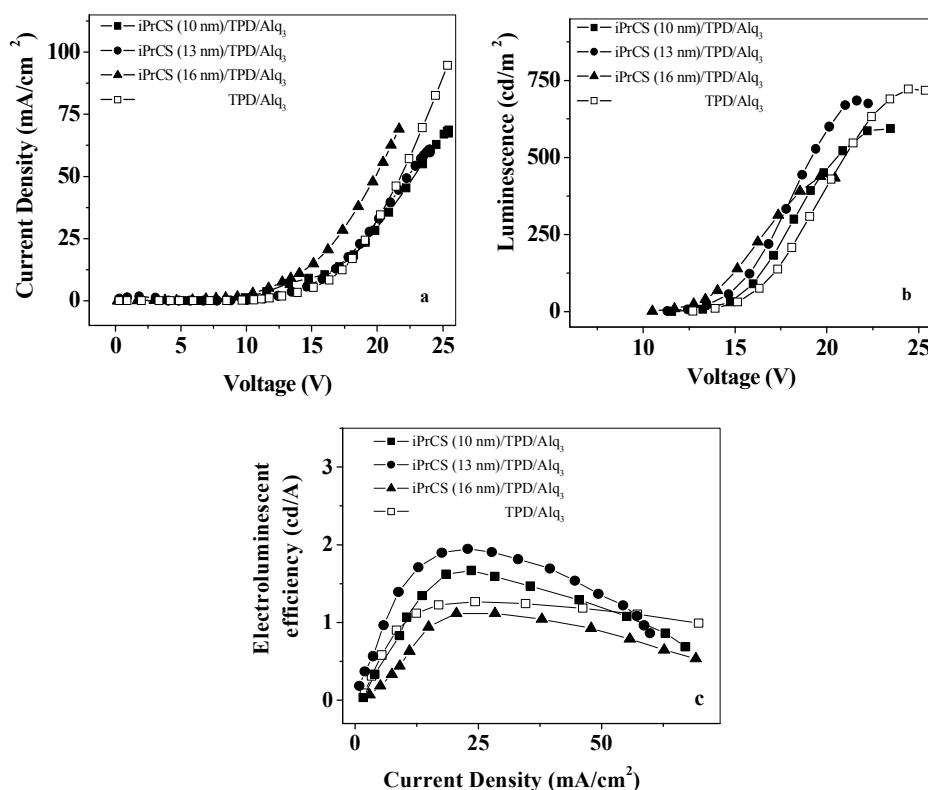 iPrCS (10 nm)/TPD/Alq₃
iPrCS (13 nm)/TPD/Alq₃
iPrCS (16 nm)/TPD/Alq₃
TPD/Alq₃
Current Density (mA/cm²)
100
75
50
25
0
a
0 5 10 15 20 25
Voltage (V)
iPrCS (10 nm)/TPD/Alq₃
iPrCS (13 nm)/TPD/Alq₃
iPrCS (16 nm)/TPD/Alq₃
TPD/Alq₃
Luminescence (cd/m²)
750
500
250
0
b
10 15 20 25
Voltage (V)
iPrCS (10 nm)/TPD/Alq₃
iPrCS (13 nm)/TPD/Alq₃
iPrCS (16 nm)/TPD/Alq₃
TPD/Alq₃
Electroluminescent
efficiency (cd/A)
3
2
1
0
c
0 25 50
Current Density (mA/cm²)